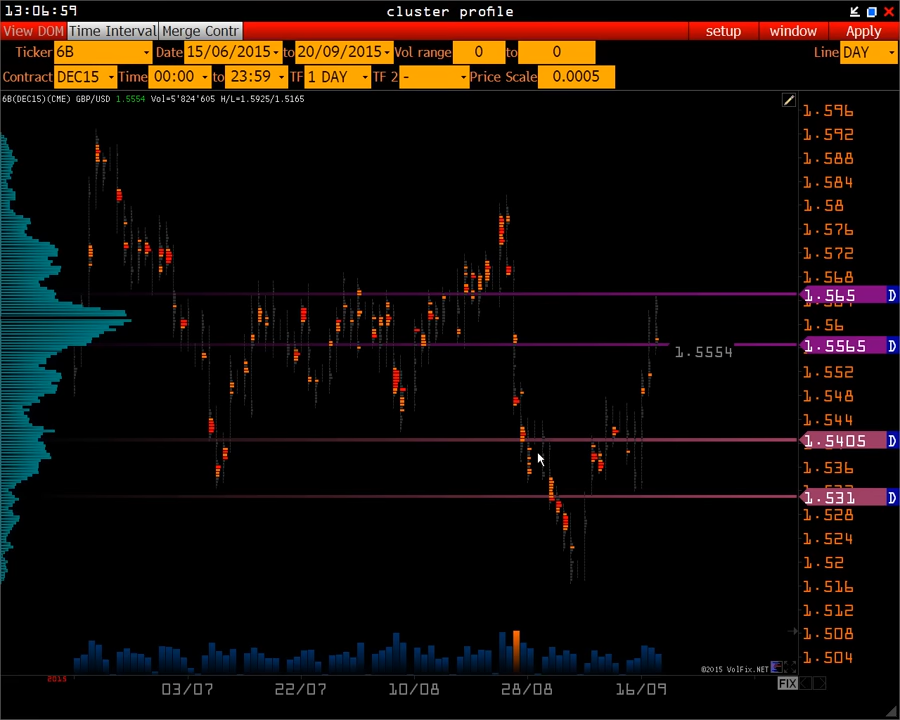 13:06:59 cluster profile
View DOM Time Interval Merge Contr setup window Apply
Ticker 6B Date 15/06/2015 to 20/09/2015 Vol range 0 to 0 Line DAY
Contract DEC15 Time 00:00 to 23:59 TF 1 DAY TF 2 - Price Scale 0.0005
6B(DEC15)(CME) GBP/USD 1.5554 Vol=5'824'605 H/L=1.5925/1.5165
1.596
1.592
1.588
1.584
1.58
1.576
1.572
1.568
1.565 D
1.56
1.5565 D
1.5554
1.552
1.548
1.544
1.5405 D
1.536
1.531 D
1.528
1.524
1.52
1.516
1.512
1.508
1.504
©2015 VolFix.NET
2015
FIX
03/07 22/07 10/08 28/08 16/09